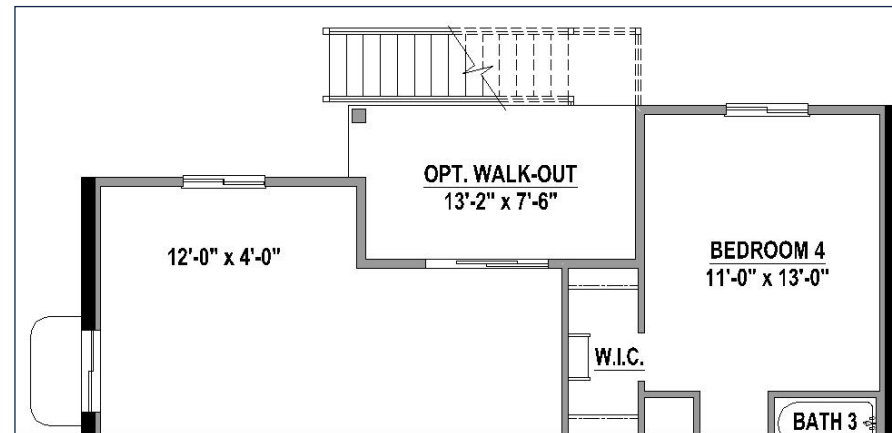 OPT. WALK-OUT
13'-2" x 7'-6"
12'-0" x 4'-0"
BEDROOM 4
11'-0" x 13'-0"
W.I.C.
BATH 3